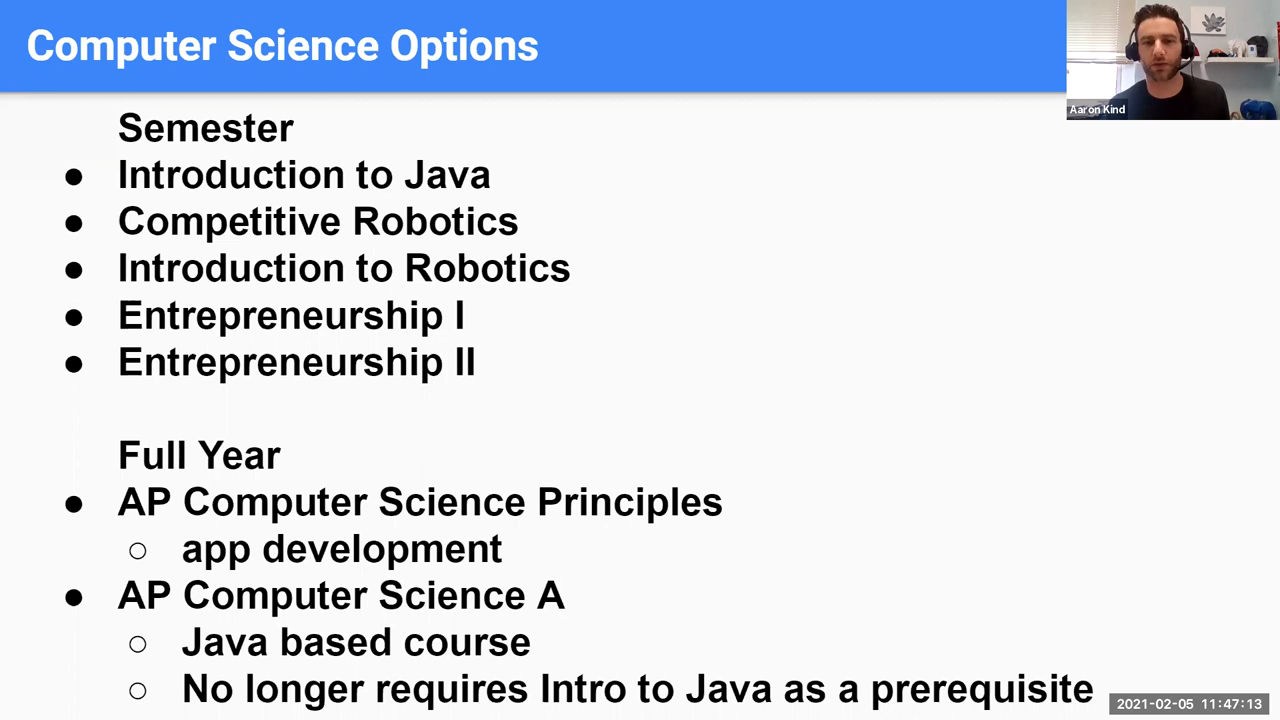 Computer Science Options
Aaron Kind
Semester
● Introduction to Java
● Competitive Robotics
● Introduction to Robotics
● Entrepreneurship I
● Entrepreneurship II
Full Year
● AP Computer Science Principles
○ app development
● AP Computer Science A
○ Java based course
○ No longer requires Intro to Java as a prerequisite
2021-02-05 11:47:13